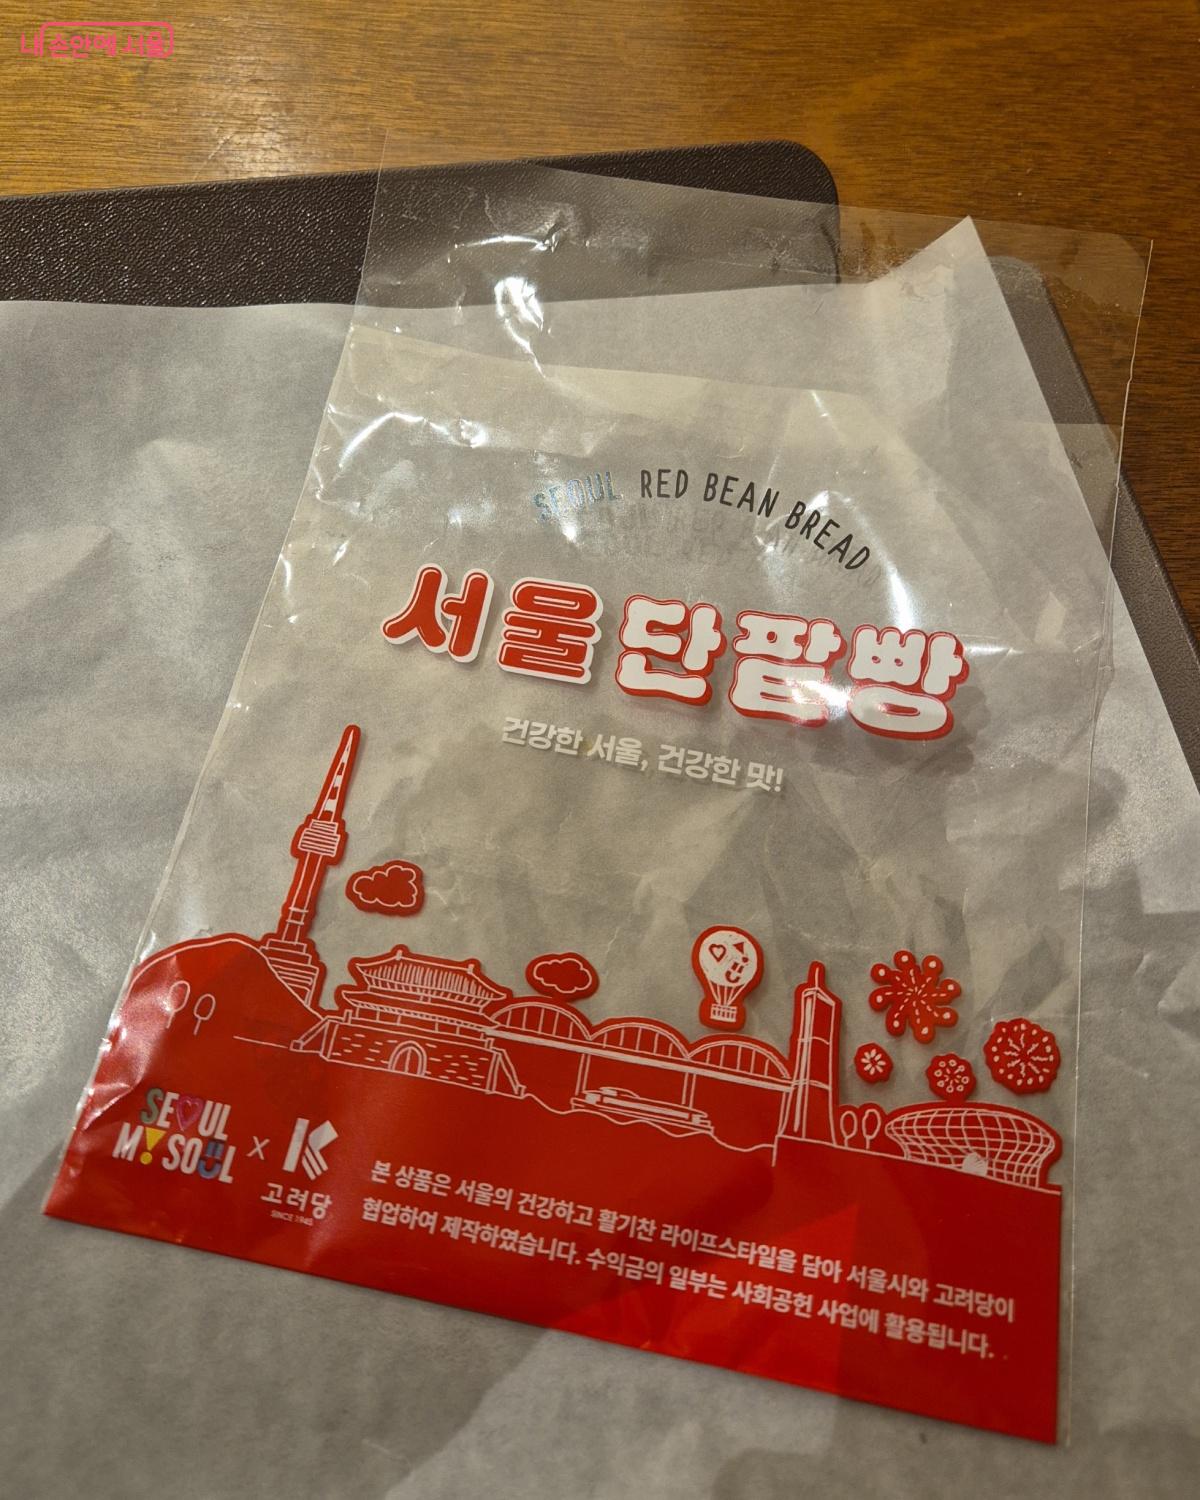 내 손안에 서울
SEOUL RED BEAN BREAD
서울 단팥빵
건강한 서울, 건강한 맛!
SEOUL
MY SOUL
X
고려당
SINCE 1945
본 상품은 서울의 건강하고 활기찬 라이프스타일을 담아 서울시와 고려당이
협업하여 제작하였습니다. 수익금의 일부는 사회공헌 사업에 활용됩니다.